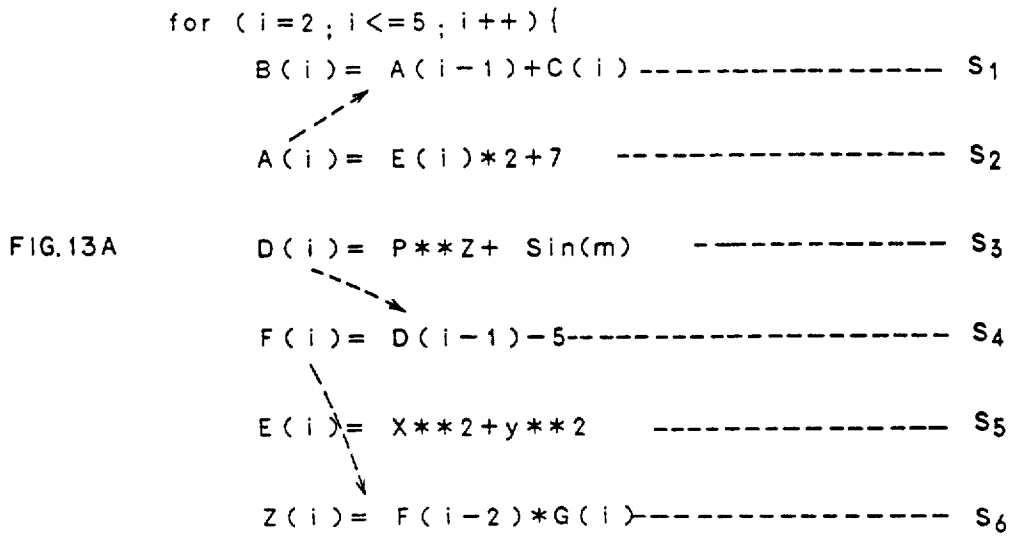 for (i=2; i<=5; i++){
B(i)= A(i-1)+C(i) ---------------- S1
A(i)= E(i)*2+7 ---------------- S2
FIG.13A D(i)= P**Z+ Sin(m) ------------ S3
F(i)= D(i-1)-5------------------ S4
E(i)= X**2+y**2 -------------- S5
Z(i)= F(i-2)*G(i)---------------- S6